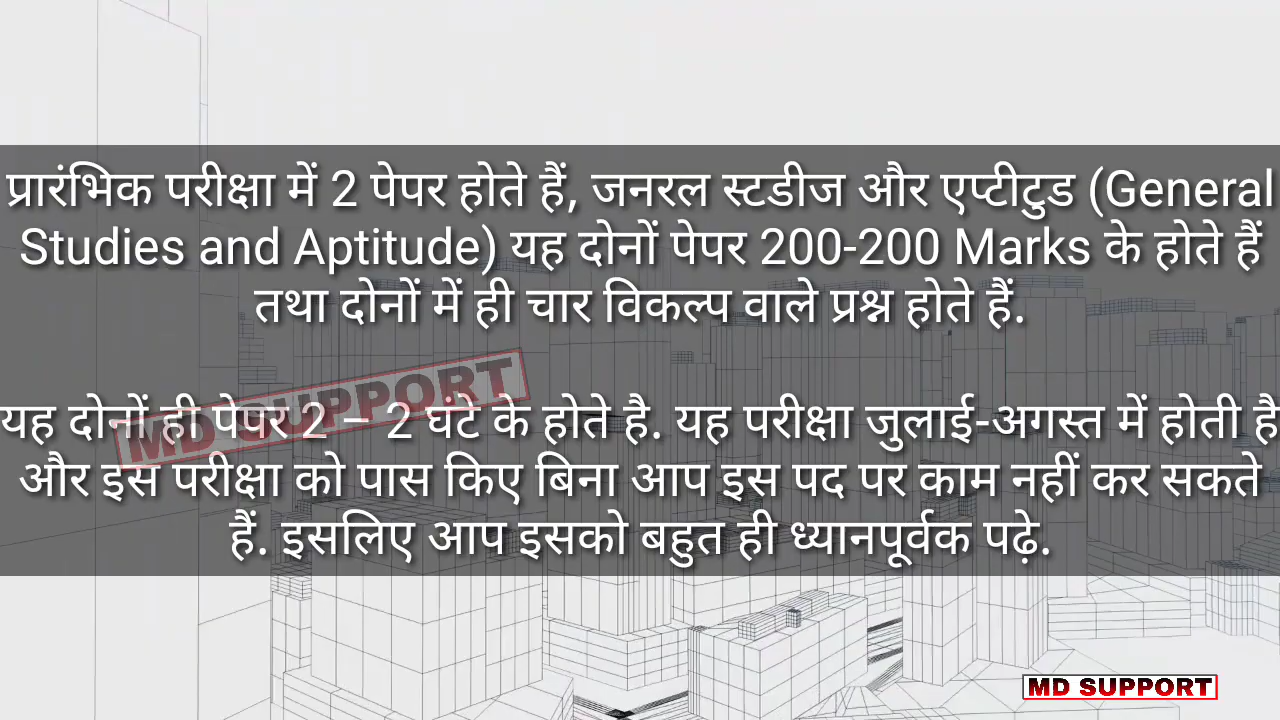 प्रारंभिक परीक्षा में 2 पेपर होते हैं, जनरल स्टडीज और एप्टीटुड (General
Studies and Aptitude) यह दोनों पेपर 200-200 Marks के होते हैं
तथा दोनों में ही चार विकल्प वाले प्रश्न होते हैं.
MD SUPPORT
यह दोनों ही पेपर 2 – 2 घंटे के होते है. यह परीक्षा जुलाई-अगस्त में होती है
और इस परीक्षा को पास किए बिना आप इस पद पर काम नहीं कर सकते
हैं. इसलिए आप इसको बहुत ही ध्यानपूर्वक पढ़े.
MD SUPPORT